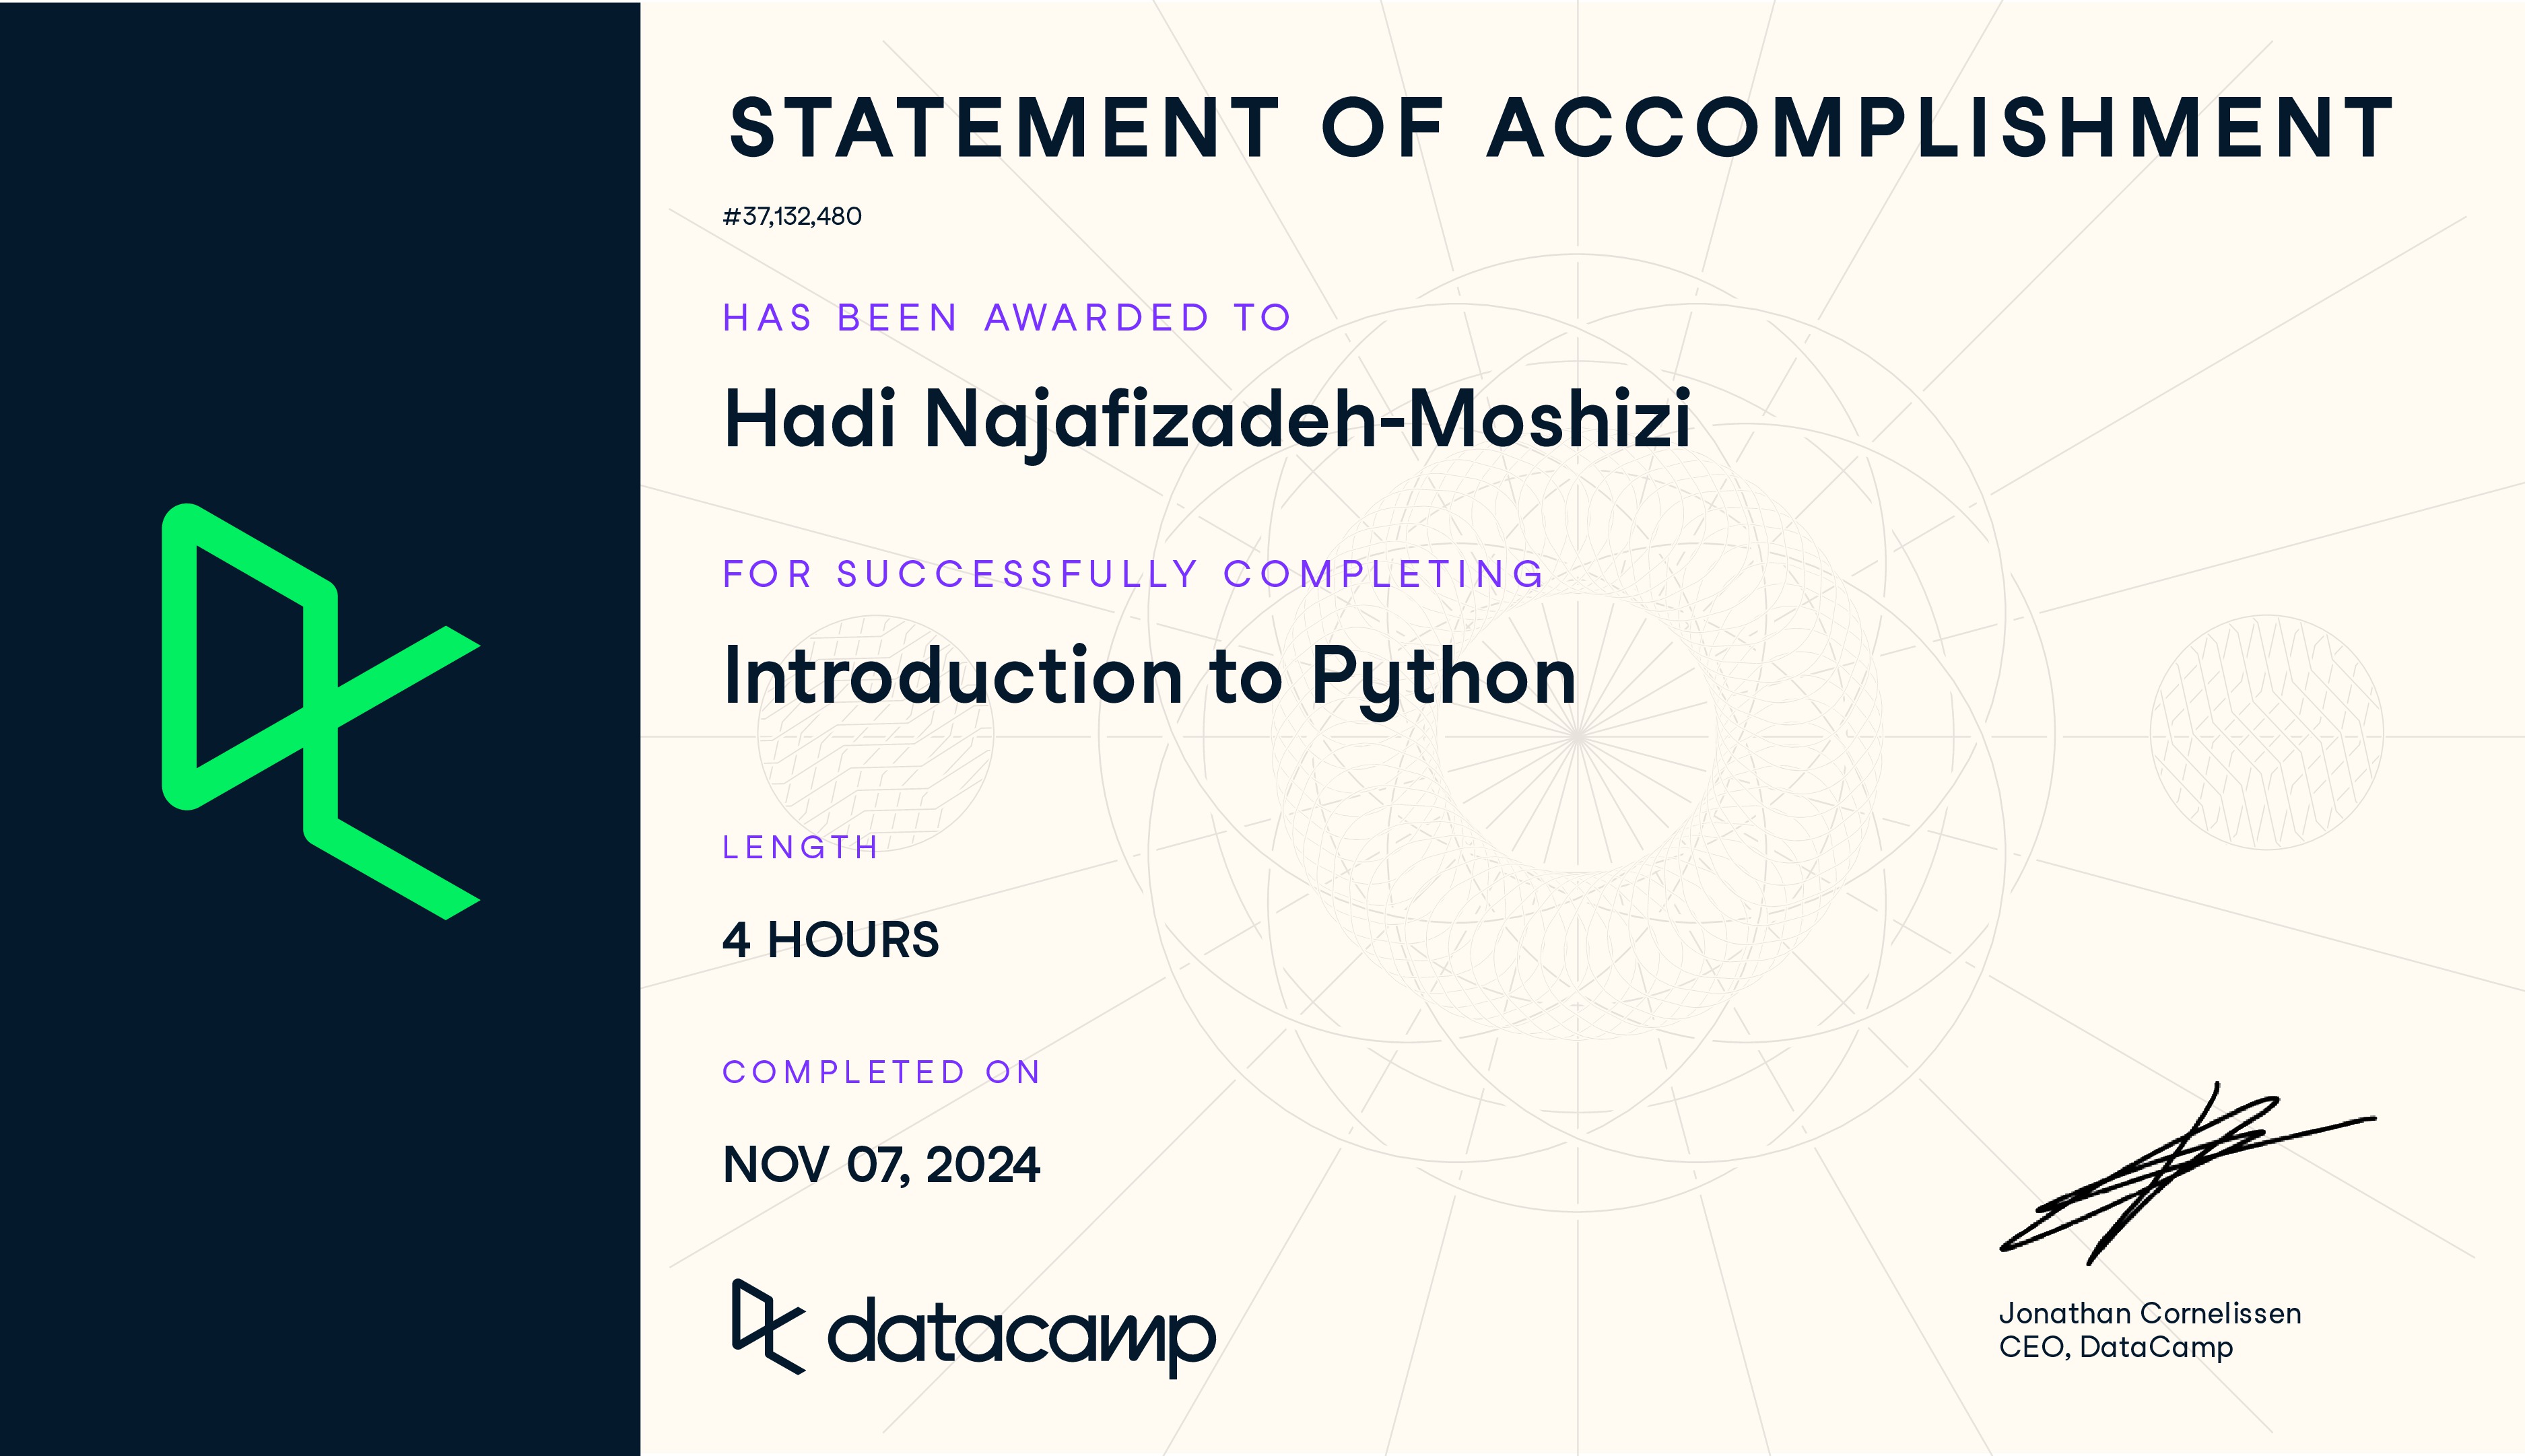 STATEMENT OF ACCOMPLISHMENT
#37,132,480
HAS BEEN AWARDED TO
Hadi Najafizadeh-Moshizi
FOR SUCCESSFULLY COMPLETING
Introduction to Python
LENGTH
4 HOURS
COMPLETED ON
NOV 07, 2024
datacamp
Jonathan Cornelissen
CEO, DataCamp